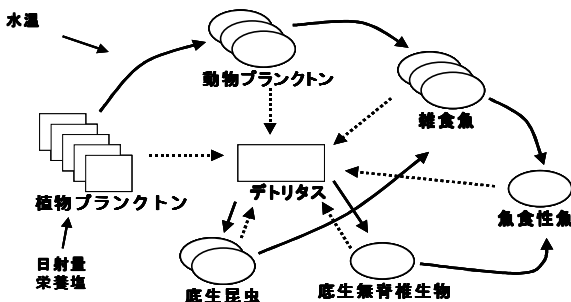 水温
動物プランクトン
雑食魚
植物プランクトン
デトリタス
魚食性魚
日射量
栄養塩
底生昆虫
底生無脊椎生物